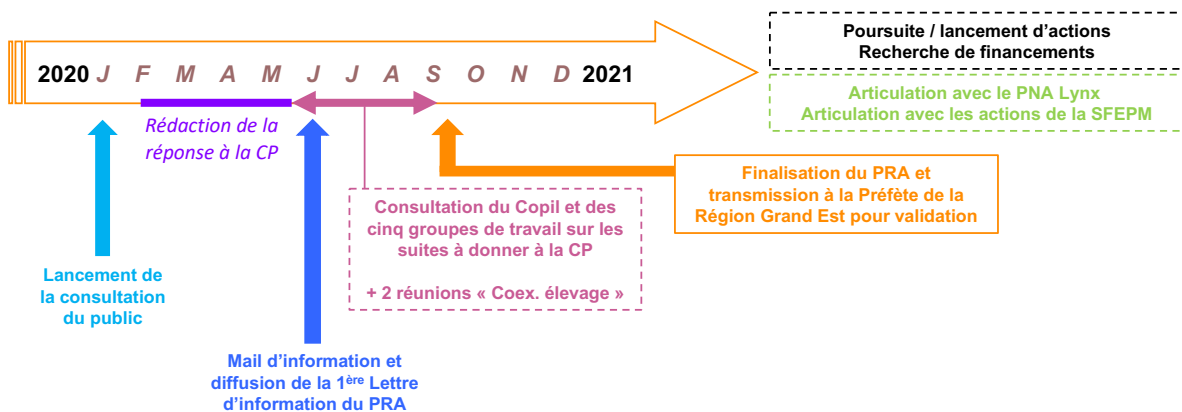 Poursuite / lancement d’actions
Recherche de financements
2020 J F M A M J J A S O N D 2021
Articulation avec le PNA Lynx
Articulation avec les actions de la SFEPM
Rédaction de la
réponse à la CP
Finalisation du PRA et
transmission à la Préfète de la
Région Grand Est pour validation
Consultation du Copil et des
cinq groupes de travail sur les
suites à donner à la CP
+ 2 réunions « Coex. élevage »
Lancement de
la consultation
du public
Mail d’information et
diffusion de la 1ère Lettre
d’information du PRA